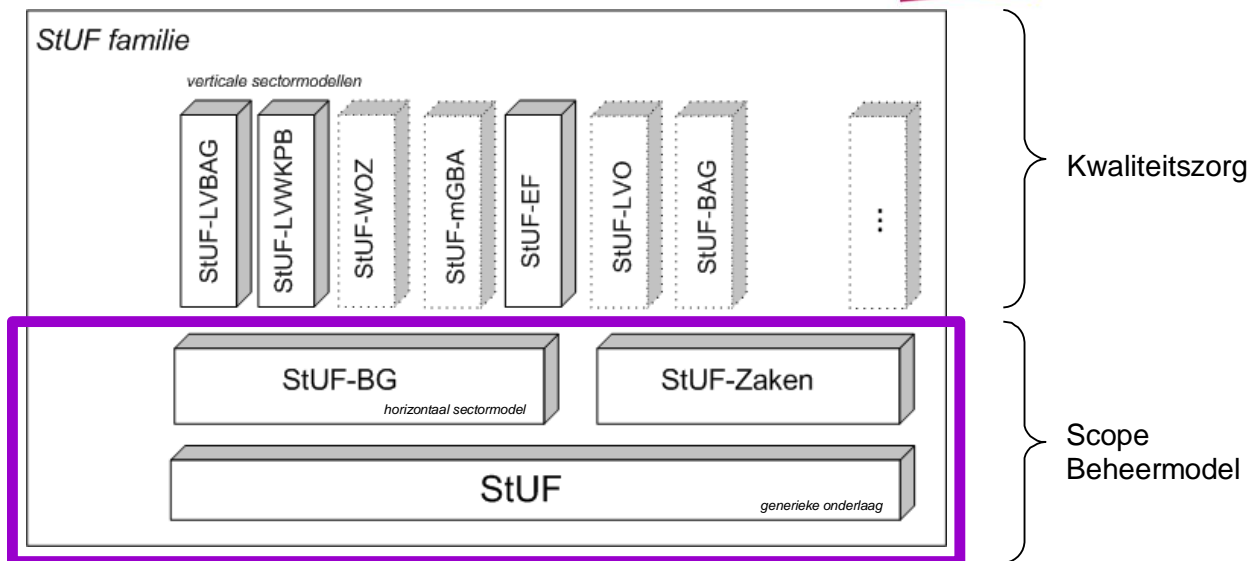 StUF familie
verticale sectormodellen
StUF-LVBAG
StUF-LVWKPB
StUF-WOZ
StUF-mGBA
StUF-EF
StUF-LVO
StUF-BAG
...
Kwaliteitszorg
StUF-BG
horizontaal sectormodel
StUF-Zaken
StUF
generieke onderlaag
Scope
Beheermodel